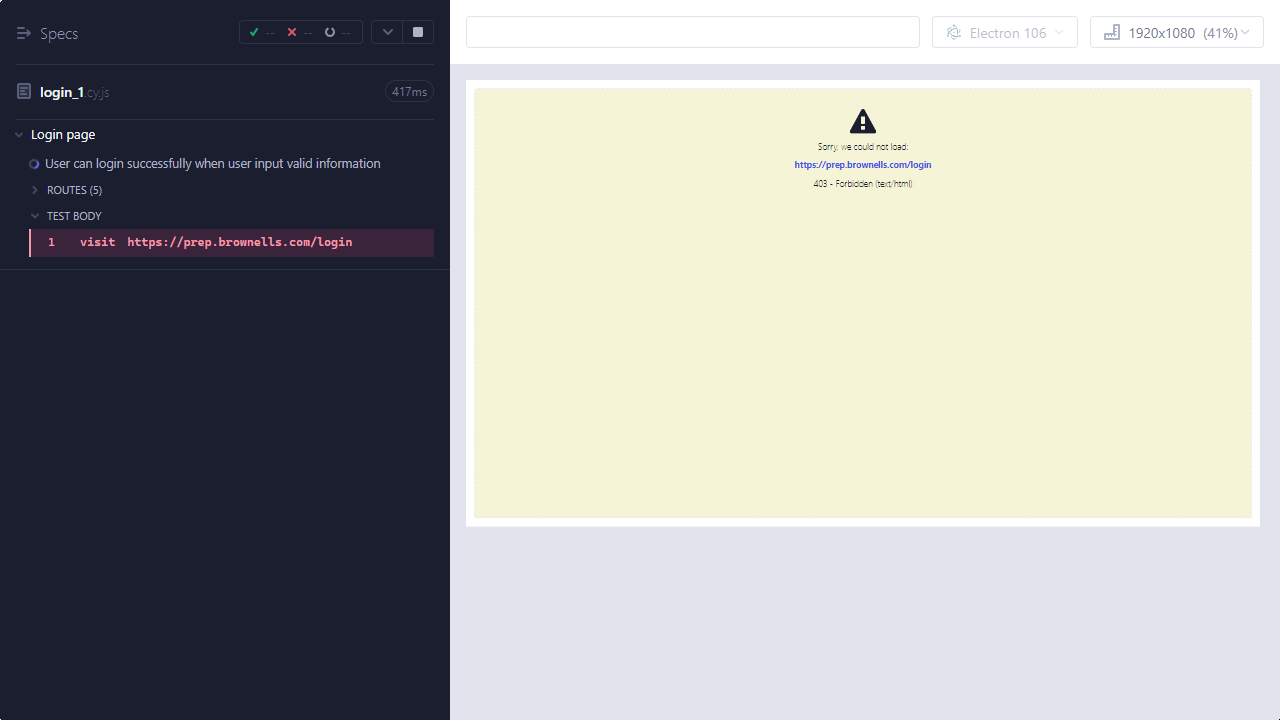 Specs
-- -- --
login_1.cy.js
417ms
Login page
User can login successfully when user input valid information
ROUTES (5)
TEST BODY
1 visit https://prep.brownells.com/login
Electron 106
1920x1080 (41%)
Sorry, we could not load:
https://prep.brownells.com/login
403 - Forbidden (text/html)